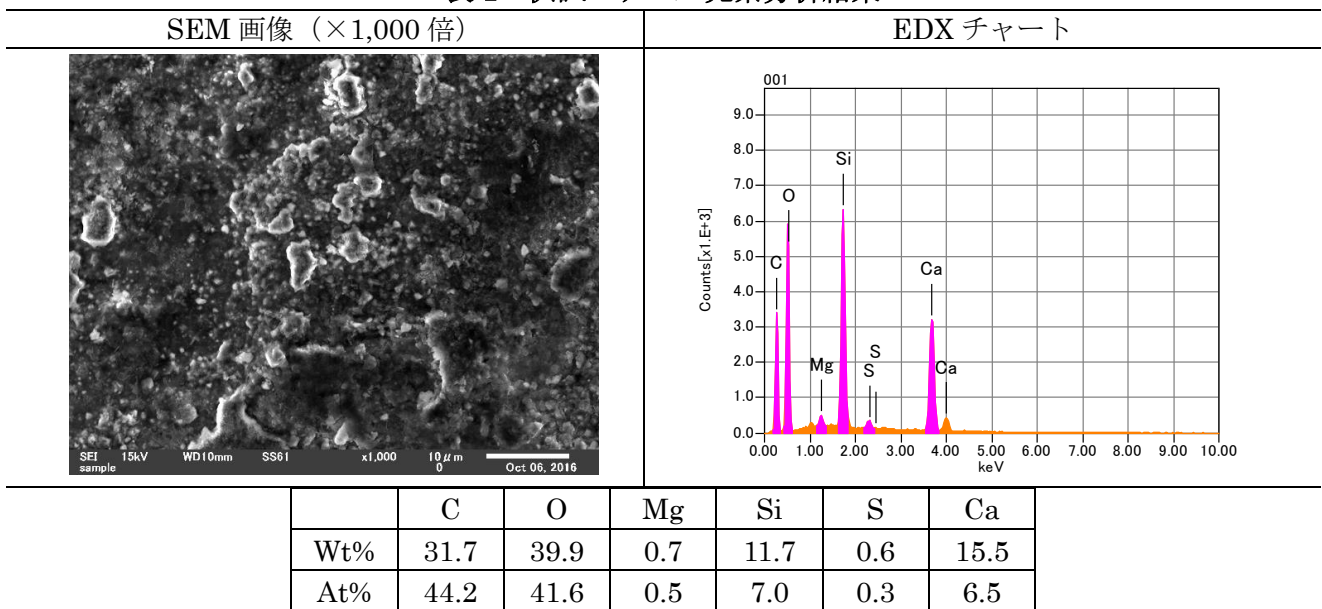 SEM 画像（×1,000 倍）
EDX チャート
SEI 15kV WD10mm SS61 x1,000 10μm
sample 0 Oct 06, 2016
001
Counts[x1.E+3]
9.0
8.0
7.0
6.0
5.0
4.0
3.0
2.0
1.0
0.0
C
O
Mg
Si
S
S
Ca
Ca
0.00 1.00 2.00 3.00 4.00 5.00 6.00 7.00 8.00 9.00 10.00
keV
C O Mg Si S Ca
Wt% 31.7 39.9 0.7 11.7 0.6 15.5
At% 44.2 41.6 0.5 7.0 0.3 6.5